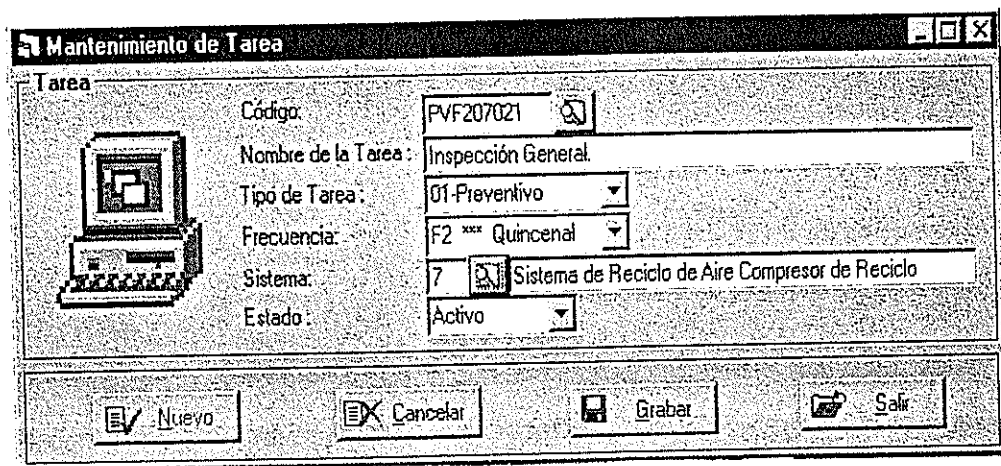 Mantenimiento de Tarea
Tarea
Código: PVF207021
Nombre de la Tarea : Inspección General.
Tipo de Tarea : 01-Preventivo
Frecuencia: F2 *** Quincenal
Sistema: 7 Sistema de Reciclo de Aire Compresor de Reciclo
Estado : Activo
Nuevo Cancelar Grabar Salir